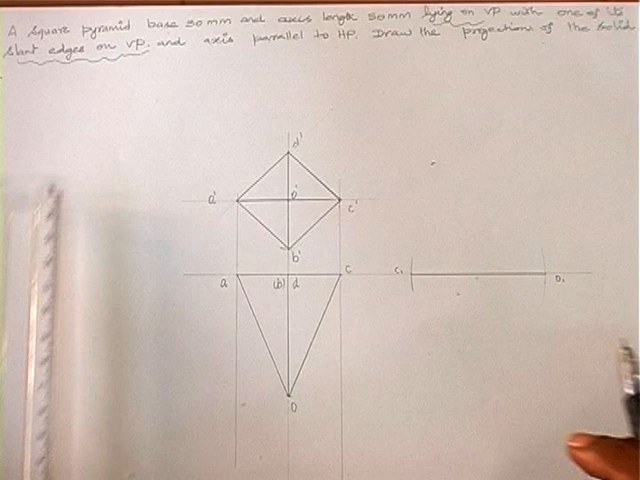 A square pyramid base 30mm and axis length 50mm lying on VP with one of its
slant edges on VP. and axis parallel to HP. Draw the projections of the solid
d'
a' o' c'
b'
a (b) d c c₁ o₁
o